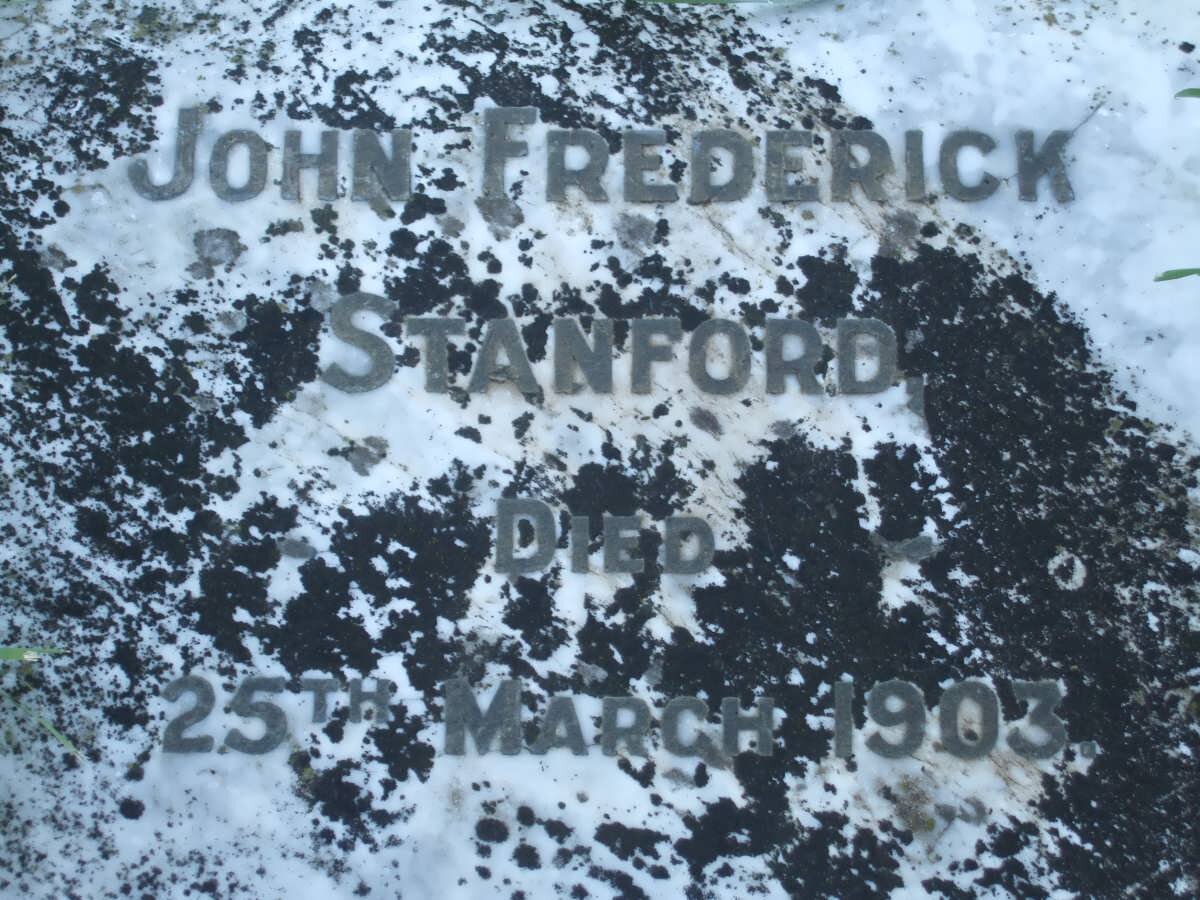 John Frederick
Stanford,
Died
25th March 1903.